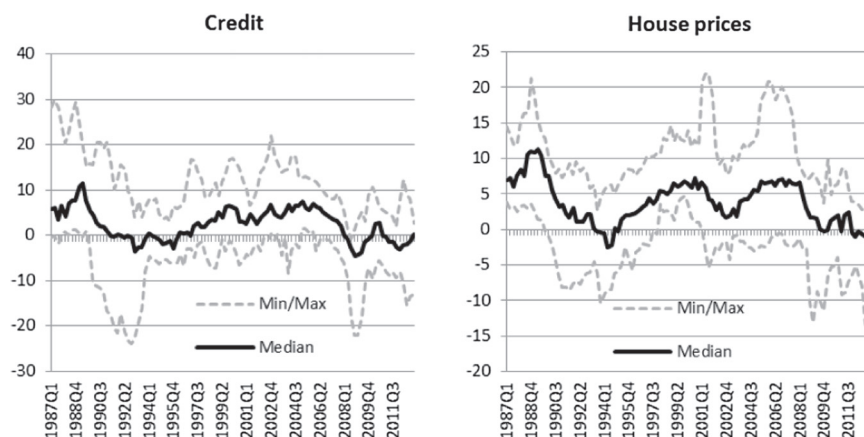 Credit
40
30
20
10
0
-10
-20
-30
Min/Max
Median
1987Q1
1988Q4
1990Q3
1992Q2
1994Q1
1995Q4
1997Q3
1999Q2
2001Q1
2002Q4
2004Q3
2006Q2
2008Q1
2009Q4
2011Q3
House prices
25
20
15
10
5
0
-5
-10
-15
-20
Min/Max
Median
1987Q1
1988Q4
1990Q3
1992Q2
1994Q1
1995Q4
1997Q3
1999Q2
2001Q1
2002Q4
2004Q3
2006Q2
2008Q1
2009Q4
2011Q3